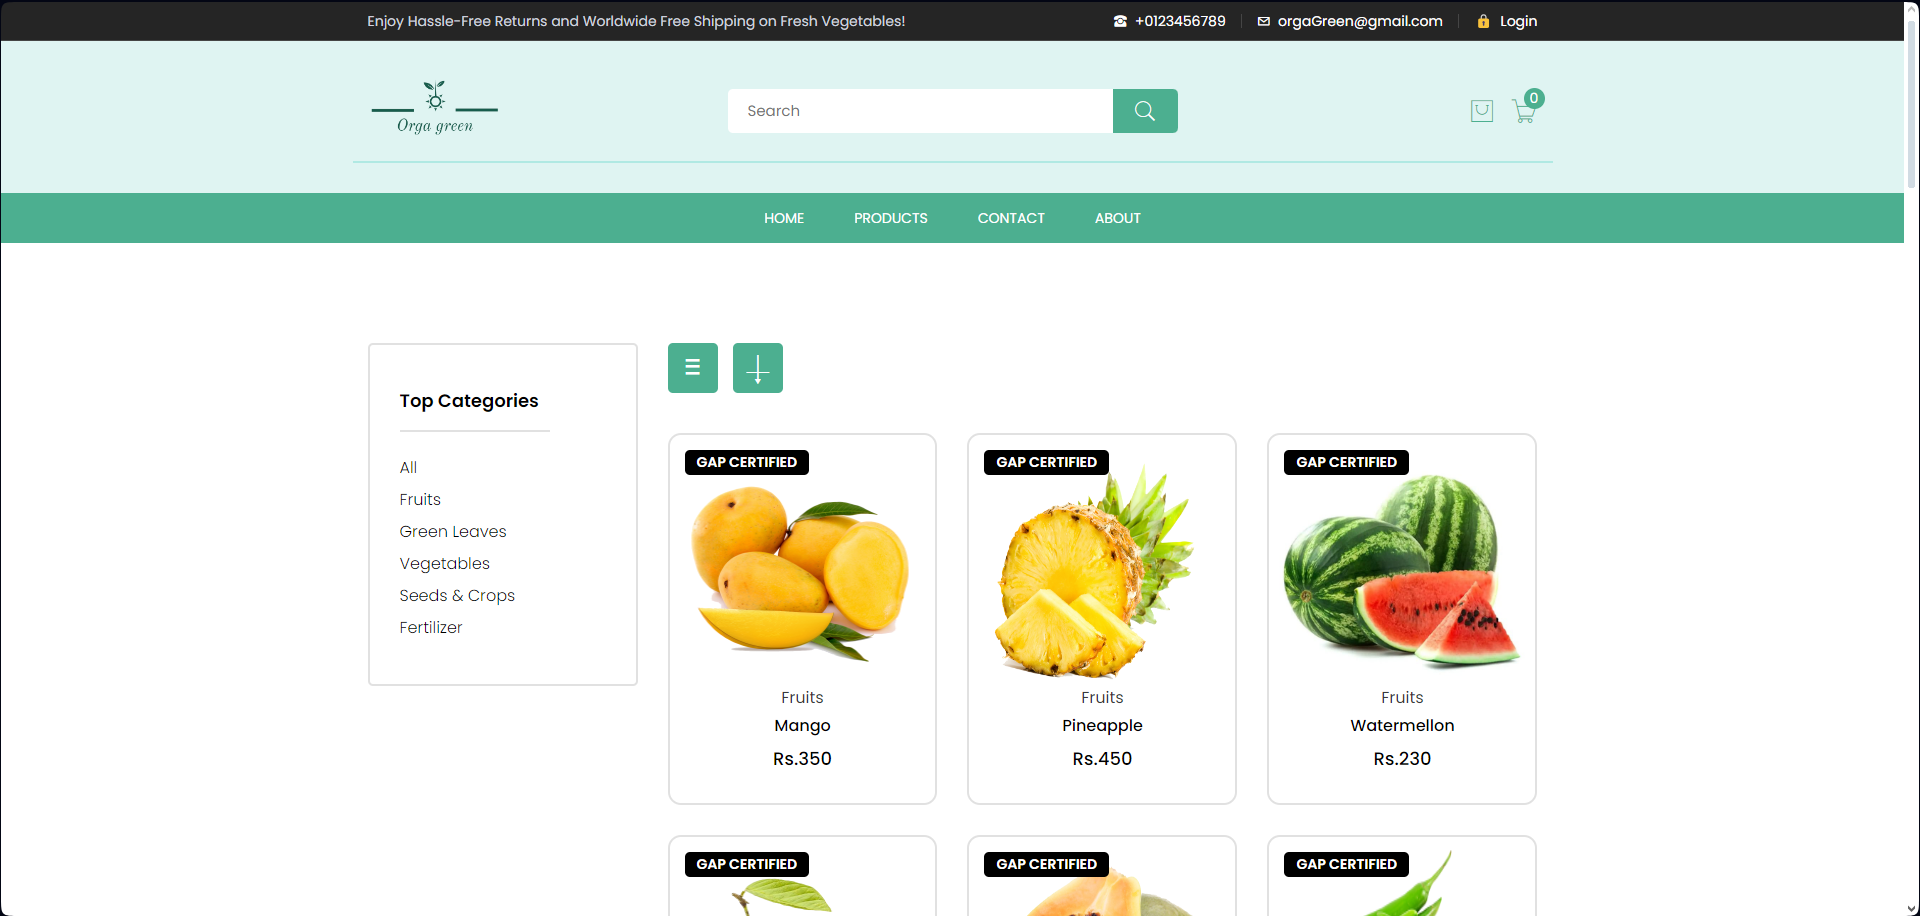 Enjoy Hassle-Free Returns and Worldwide Free Shipping on Fresh Vegetables!
+0123456789
orgaGreen@gmail.com
Login
Orga green
Search
0
HOME
PRODUCTS
CONTACT
ABOUT
Top Categories
All
Fruits
Green Leaves
Vegetables
Seeds & Crops
Fertilizer
GAP CERTIFIED
Fruits
Mango
Rs.350
GAP CERTIFIED
Fruits
Pineapple
Rs.450
GAP CERTIFIED
Fruits
Watermellon
Rs.230
GAP CERTIFIED
GAP CERTIFIED
GAP CERTIFIED